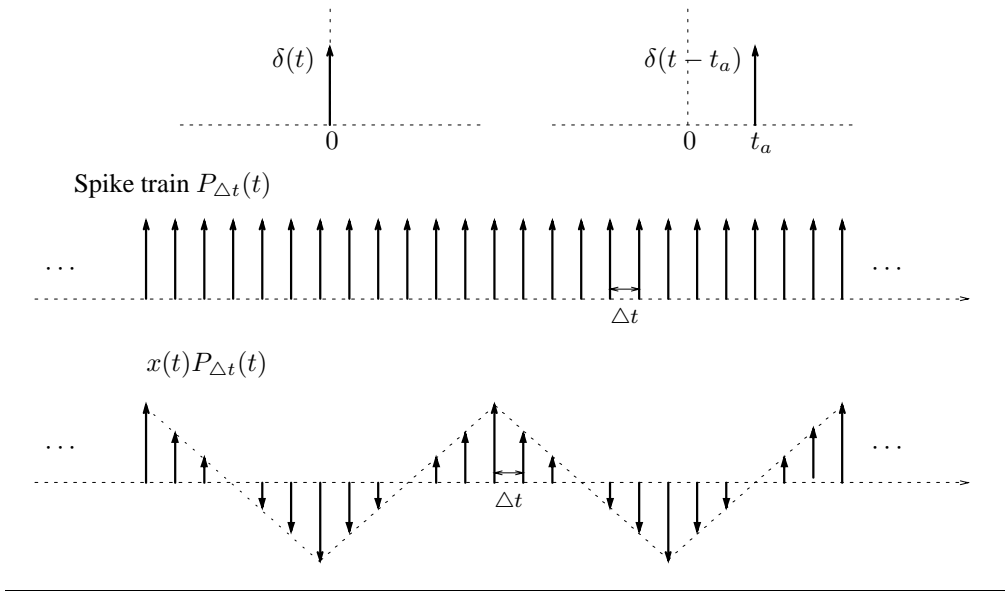 δ(t)
δ(t − t_a)
0
0
t_a
Spike train P_{△t}(t)
...
...
△t
x(t)P_{△t}(t)
...
...
△t